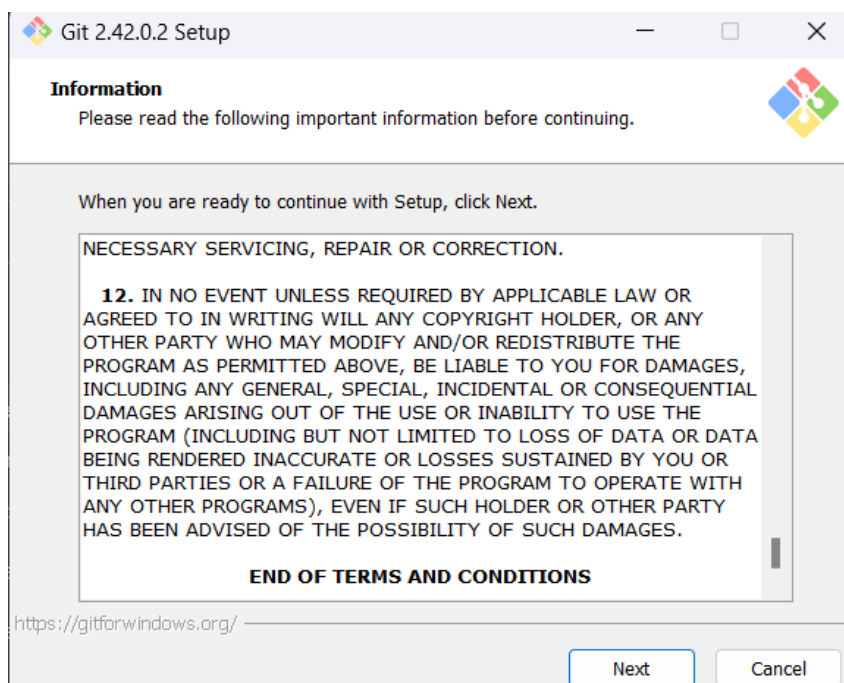 Git 2.42.0.2 Setup
Information
Please read the following important information before continuing.
When you are ready to continue with Setup, click Next.
NECESSARY SERVICING, REPAIR OR CORRECTION.
12. IN NO EVENT UNLESS REQUIRED BY APPLICABLE LAW OR
AGREED TO IN WRITING WILL ANY COPYRIGHT HOLDER, OR ANY
OTHER PARTY WHO MAY MODIFY AND/OR REDISTRIBUTE THE
PROGRAM AS PERMITTED ABOVE, BE LIABLE TO YOU FOR DAMAGES,
INCLUDING ANY GENERAL, SPECIAL, INCIDENTAL OR CONSEQUENTIAL
DAMAGES ARISING OUT OF THE USE OR INABILITY TO USE THE
PROGRAM (INCLUDING BUT NOT LIMITED TO LOSS OF DATA OR DATA
BEING RENDERED INACCURATE OR LOSSES SUSTAINED BY YOU OR
THIRD PARTIES OR A FAILURE OF THE PROGRAM TO OPERATE WITH
ANY OTHER PROGRAMS), EVEN IF SUCH HOLDER OR OTHER PARTY
HAS BEEN ADVISED OF THE POSSIBILITY OF SUCH DAMAGES.
END OF TERMS AND CONDITIONS
https://gitforwindows.org/
Next
Cancel